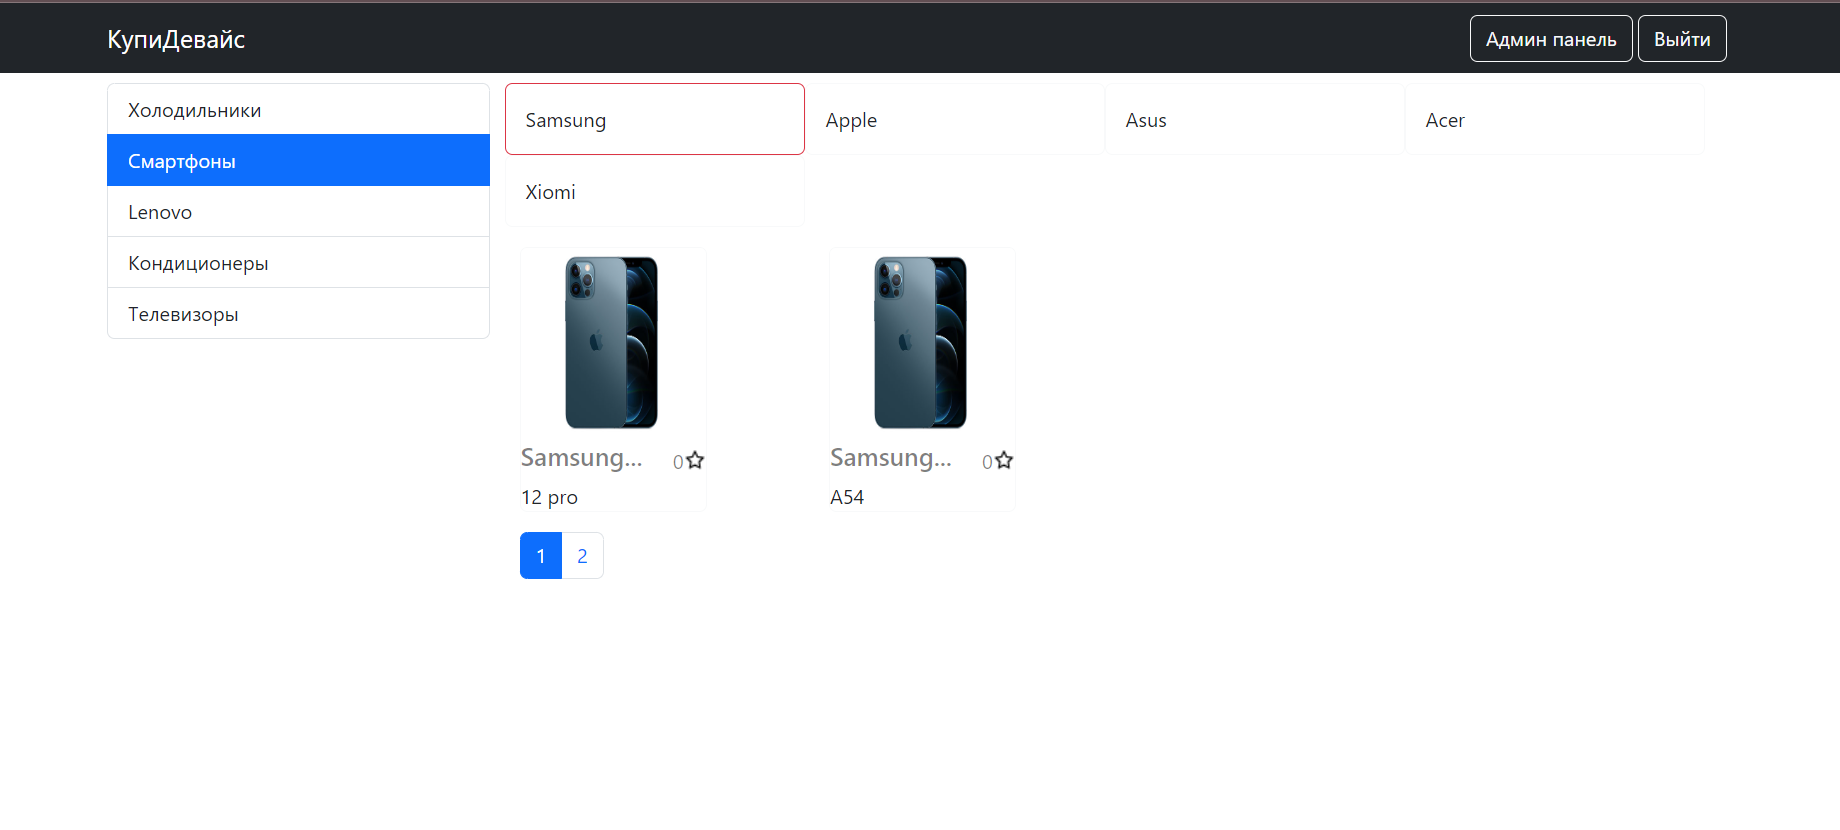 КупиДевайс
Админ панель
Выйти
Холодильники
Смартфоны
Lenovo
Кондиционеры
Телевизоры
Samsung
Apple
Asus
Acer
Xiomi
Samsung... 0
12 pro
Samsung... 0
A54
1 2